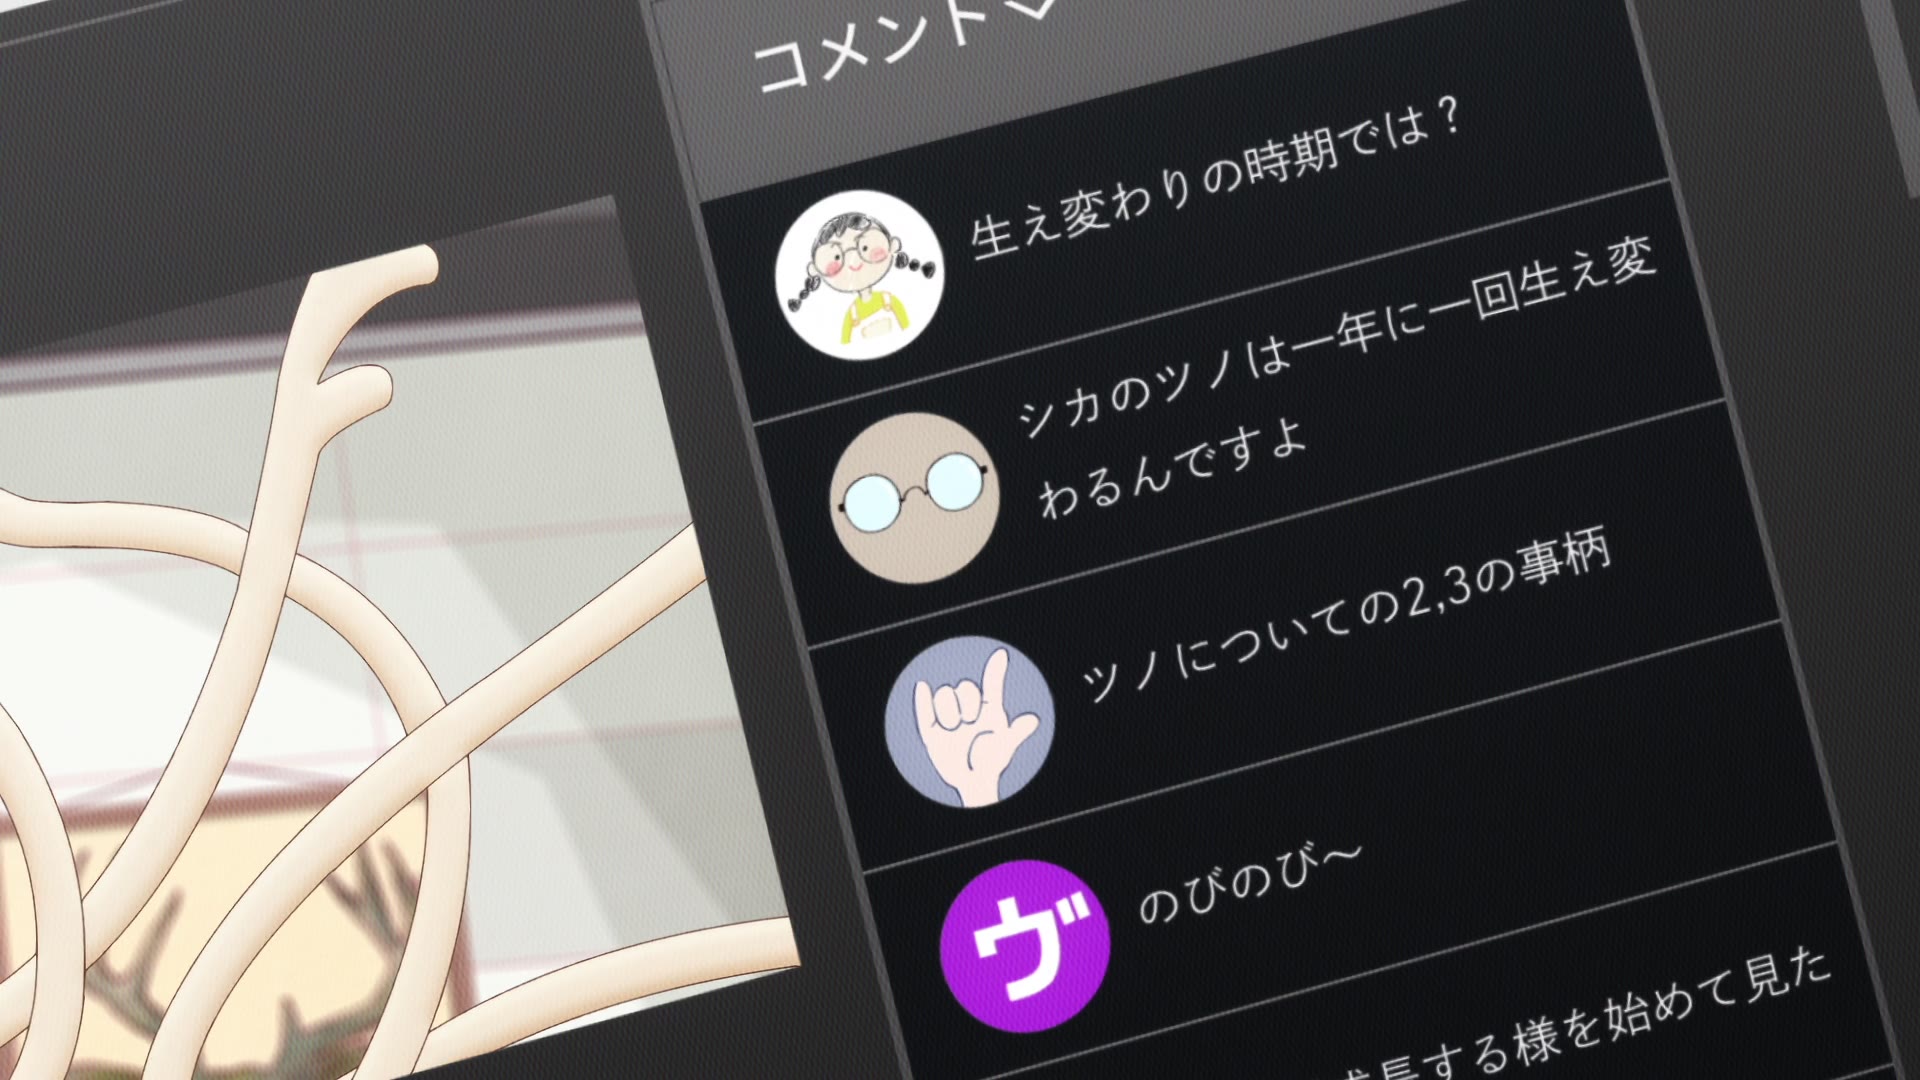 コメント
生え変わりの時期では？
シカのツノは一年に一回生え変
わるんですよ
ツノについての2,3の事柄
ヴ
のびのび〜
成長する様を始めて見た